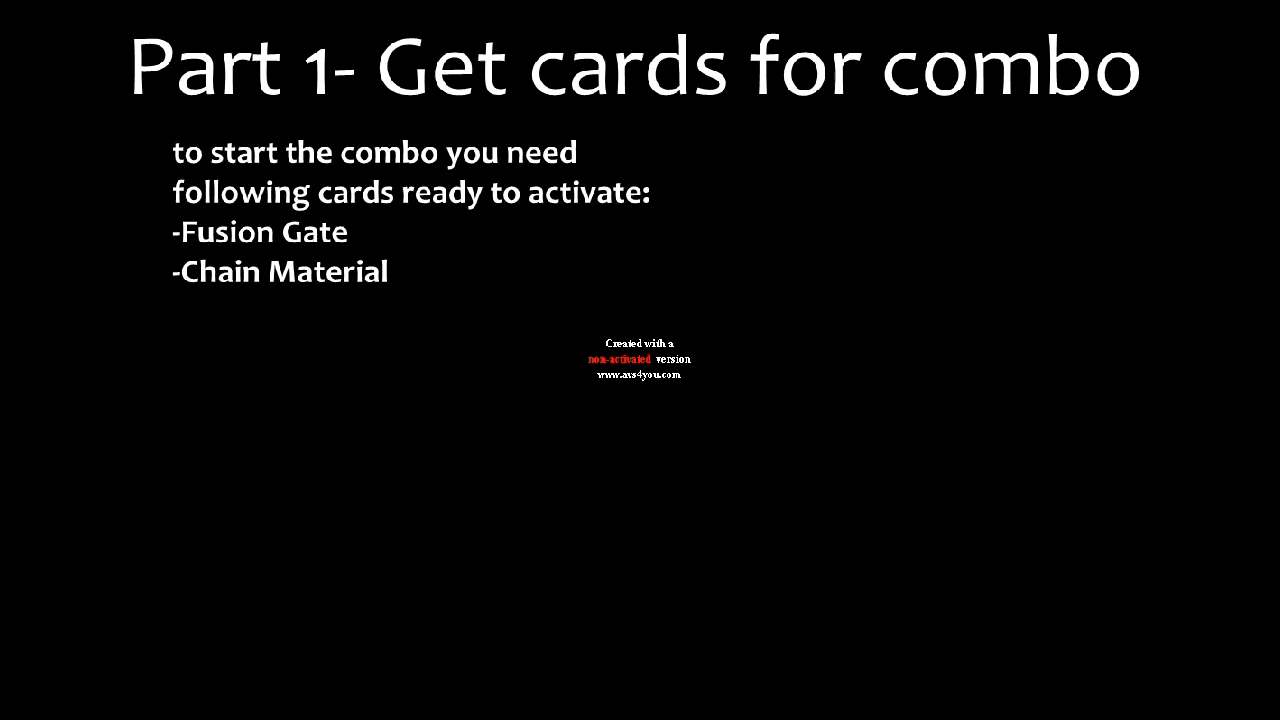 Part 1- Get cards for combo
to start the combo you need
following cards ready to activate:
-Fusion Gate
-Chain Material
Created with a
non-activated version
www.avs4you.com